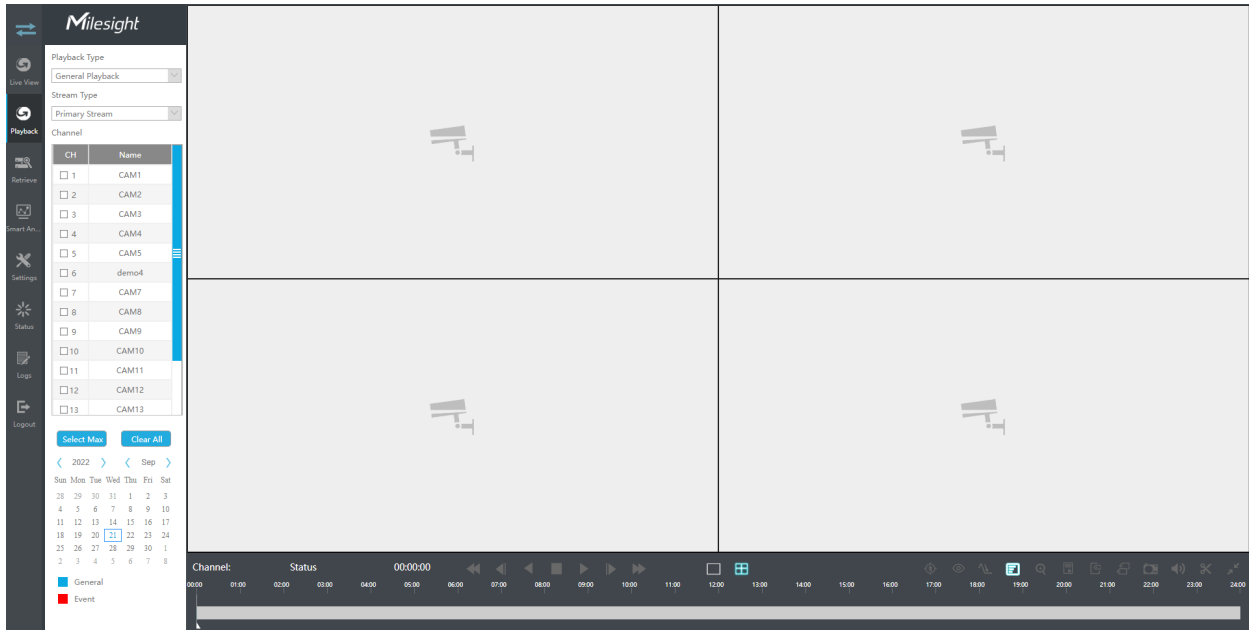 Milesight
Live View
Playback
Retrieve
Smart An...
Settings
Status
Logs
Logout
Playback Type
General Playback
Stream Type
Primary Stream
Channel
CH Name
1 CAM1
2 CAM2
3 CAM3
4 CAM4
5 CAM5
6 demo4
7 CAM7
8 CAM8
9 CAM9
10 CAM10
11 CAM11
12 CAM12
13 CAM13
Select Max Clear All
2022 Sep
Sun Mon Tue Wed Thu Fri Sat
28 29 30 31 1 2 3
4 5 6 7 8 9 10
11 12 13 14 15 16 17
18 19 20 21 22 23 24
25 26 27 28 29 30 1
2 3 4 5 6 7 8
General
Event
Channel: Status 00:00:00
00:00 01:00 02:00 03:00 04:00 05:00 06:00 07:00 08:00 09:00 10:00 11:00 12:00 13:00 14:00 15:00 16:00 17:00 18:00 19:00 20:00 21:00 22:00 23:00 24:00